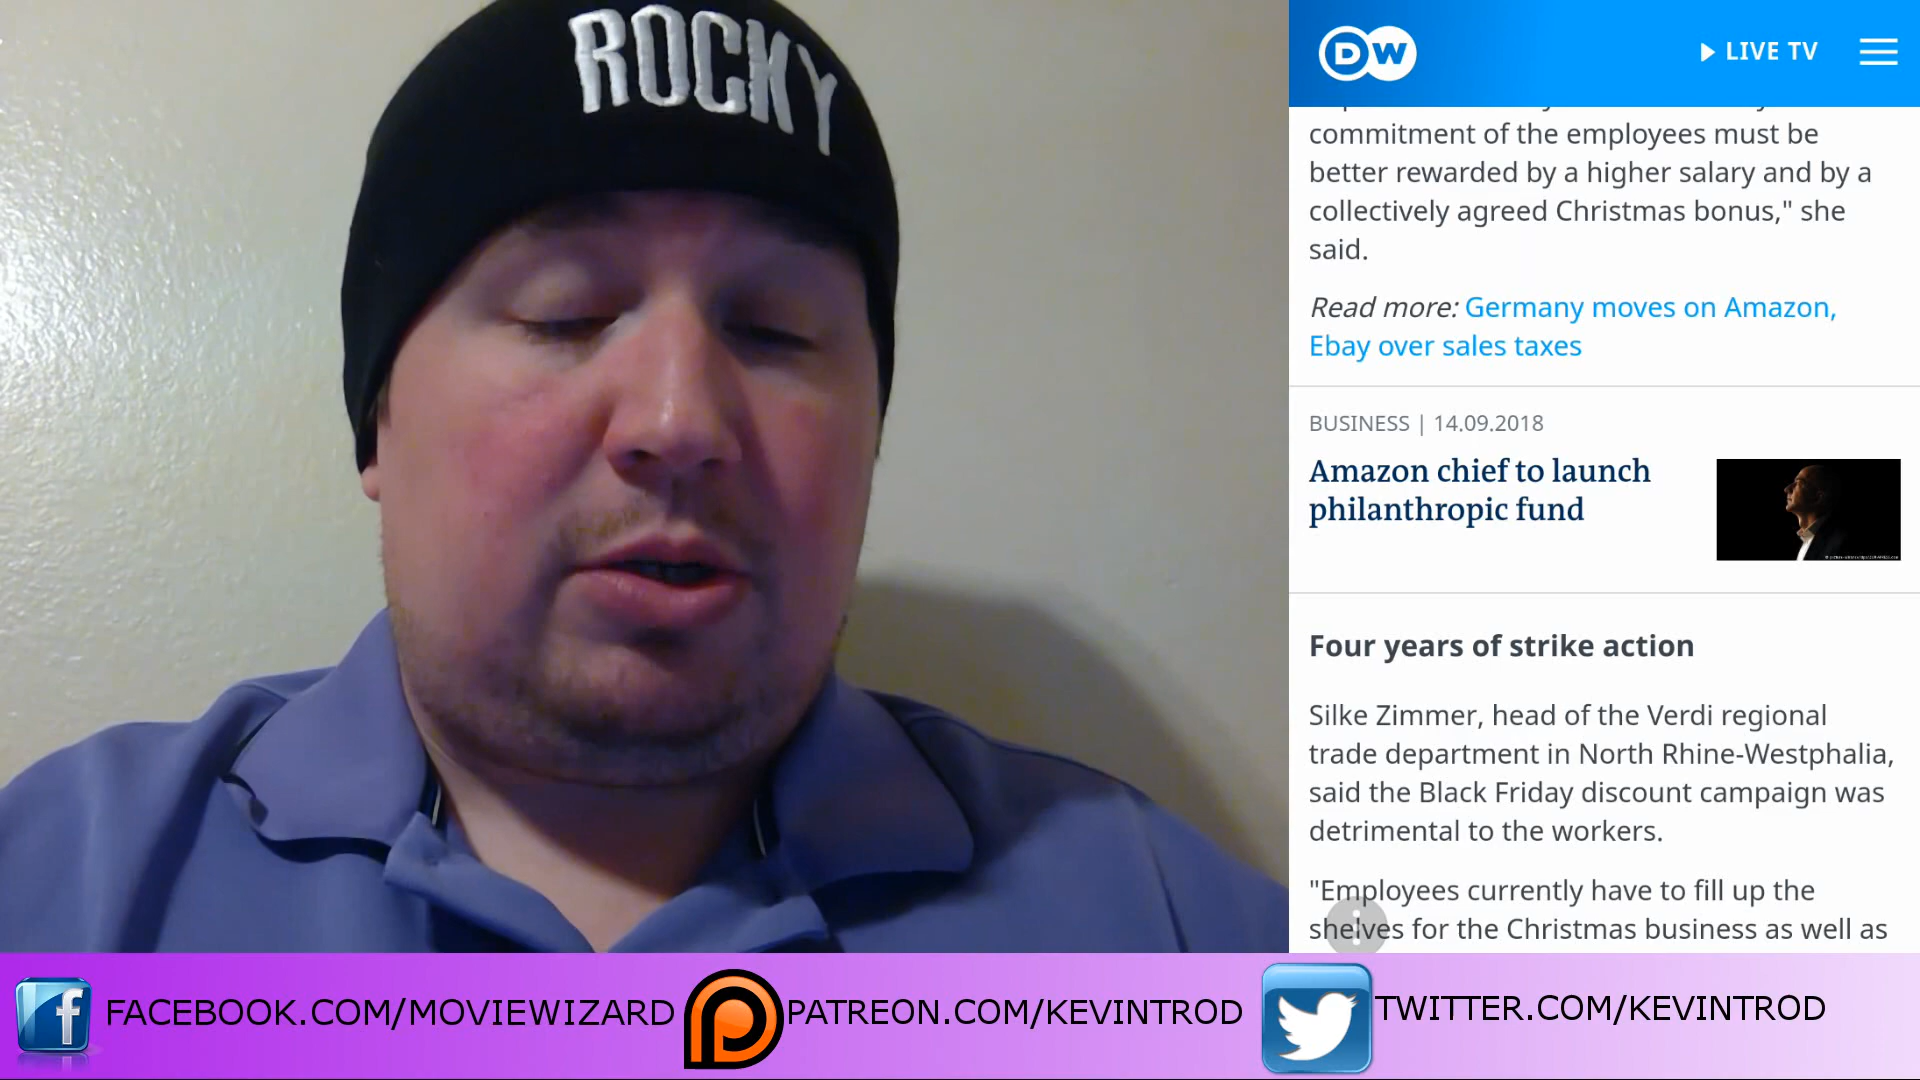 ROCKY
DW
LIVE TV
commitment of the employees must be
better rewarded by a higher salary and by a
collectively agreed Christmas bonus," she
said.
Read more: Germany moves on Amazon,
Ebay over sales taxes
BUSINESS | 14.09.2018
Amazon chief to launch
philanthropic fund
Four years of strike action
Silke Zimmer, head of the Verdi regional
trade department in North Rhine-Westphalia,
said the Black Friday discount campaign was
detrimental to the workers.
"Employees currently have to fill up the
shelves for the Christmas business as well as
FACEBOOK.COM/MOVIEWIZARD
PATREON.COM/KEVINTROD
TWITTER.COM/KEVINTROD